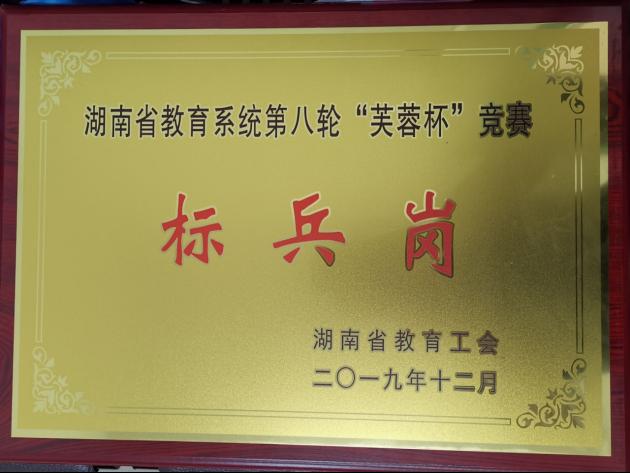 湖南省教育系统第八轮“芙蓉杯”竞赛
标兵岗
湖南省教育工会
二〇一九年十二月